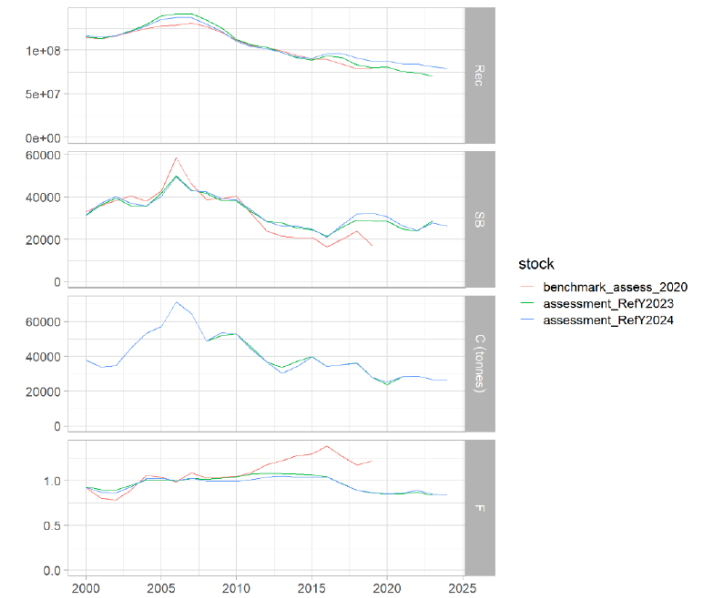 1e+08
5e+07
0e+00
Rec
60000
40000
20000
0
SB
60000
40000
20000
0
C (tonnes)
1.0
0.5
0.0
F
2000 2005 2010 2015 2020 2025
stock
benchmark_assess_2020
assessment_RefY2023
assessment_RefY2024